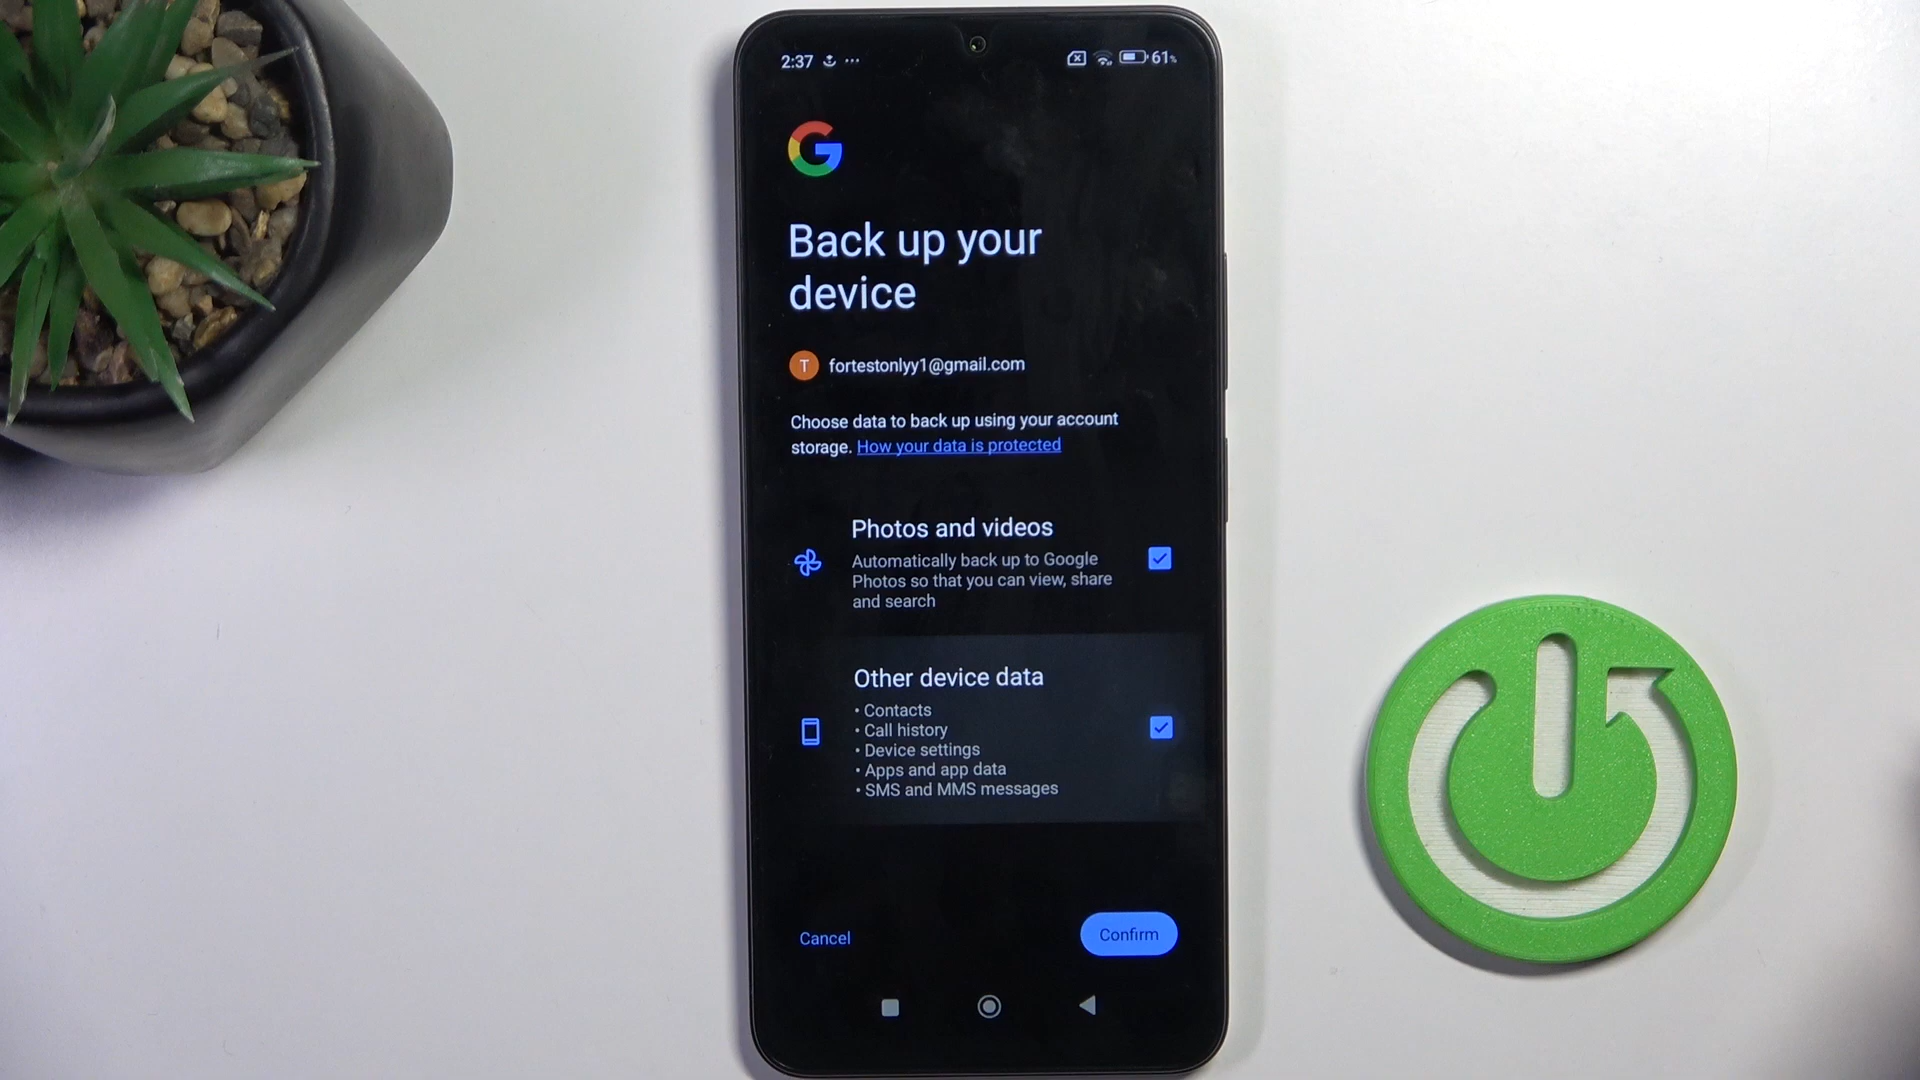 2:37 ... 61%
Back up your
device
T fortestonlyy1@gmail.com
Choose data to back up using your account
storage. How your data is protected
Photos and videos
Automatically back up to Google
Photos so that you can view, share
and search
Other device data
• Contacts
• Call history
• Device settings
• Apps and app data
• SMS and MMS messages
Cancel Confirm